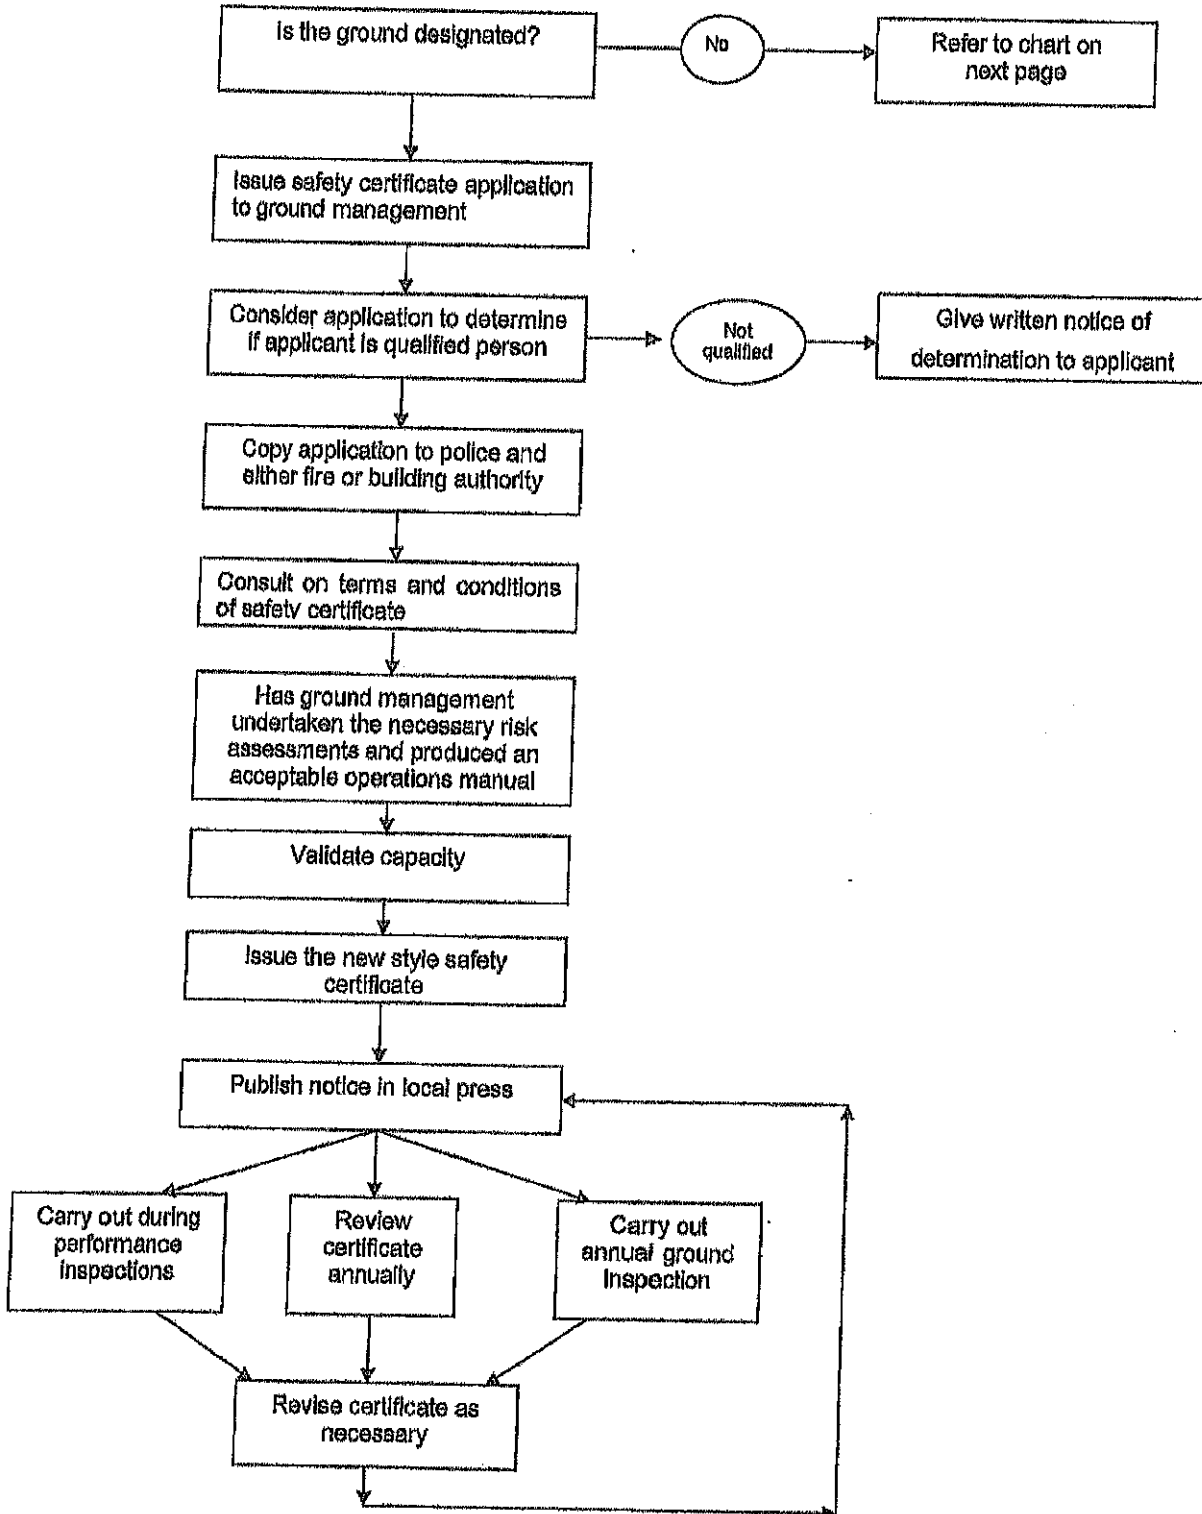 Is the ground designated?
No
Refer to chart on
next page
Issue safety certificate application
to ground management
Consider application to determine
if applicant is qualified person
Not
qualified
Give written notice of
determination to applicant
Copy application to police and
either fire or building authority
Consult on terms and conditions
of safety certificate
Has ground management
undertaken the necessary risk
assessments and produced an
acceptable operations manual
Validate capacity
Issue the new style safety
certificate
Publish notice in local press
Carry out during
performance
inspections
Review
certificate
annually
Carry out
annual ground
Inspection
Revise certificate as
necessary